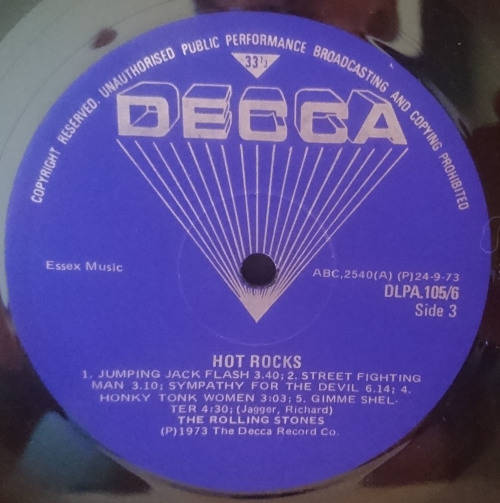 COPYRIGHT RESERVED. UNAUTHORISED PUBLIC PERFORMANCE BROADCASTING AND COPYING PROHIBITED
33⅓
DECCA
Essex Music
ABC,2540(A) (P)24-9-73
DLPA.105/6
Side 3
HOT ROCKS
1. JUMPING JACK FLASH 3.40; 2. STREET FIGHTING
MAN 3.10; SYMPATHY FOR THE DEVIL 6.14; 4.
HONKY TONK WOMEN 3:03; 5. GIMME SHEL-
TER 4:30; (Jagger, Richard)
THE ROLLING STONES
(P)1973 The Decca Record Co.